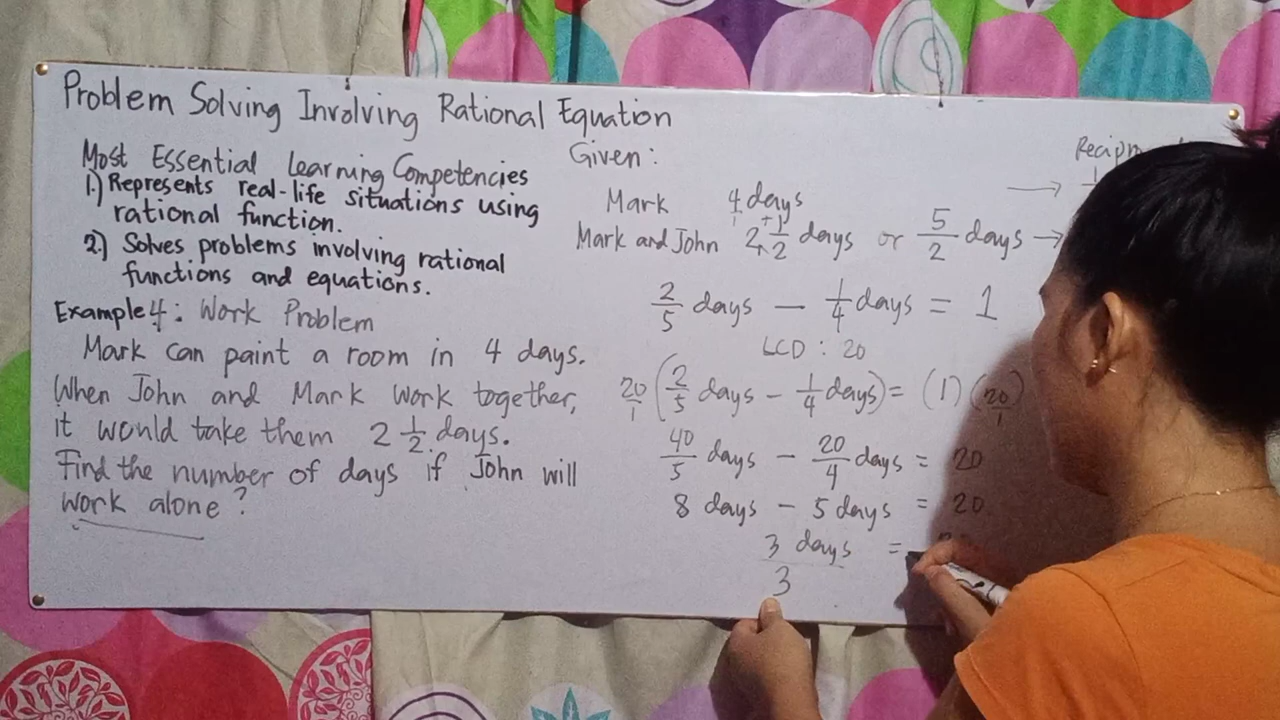 Problem Solving Involving Rational Equation
Most Essential Learning Competencies
1.) Represents real-life situations using
rational function.
2.) Solves problems involving rational
functions and equations.
Example 4: Work Problem
Mark can paint a room in 4 days.
When John and Mark work together,
it would take them 2 1/2 days.
Find the number of days if John will
work alone?
Given:
Mark 4 days →
Mark and John 2 1/2 days or 5/2 days →
2/5 days - 1/4 days = 1
LCD: 20
20/1 (2/5 days - 1/4 days) = (1) (20/1)
40/5 days - 20/4 days = 20
8 days - 5 days = 20
3 days =
3